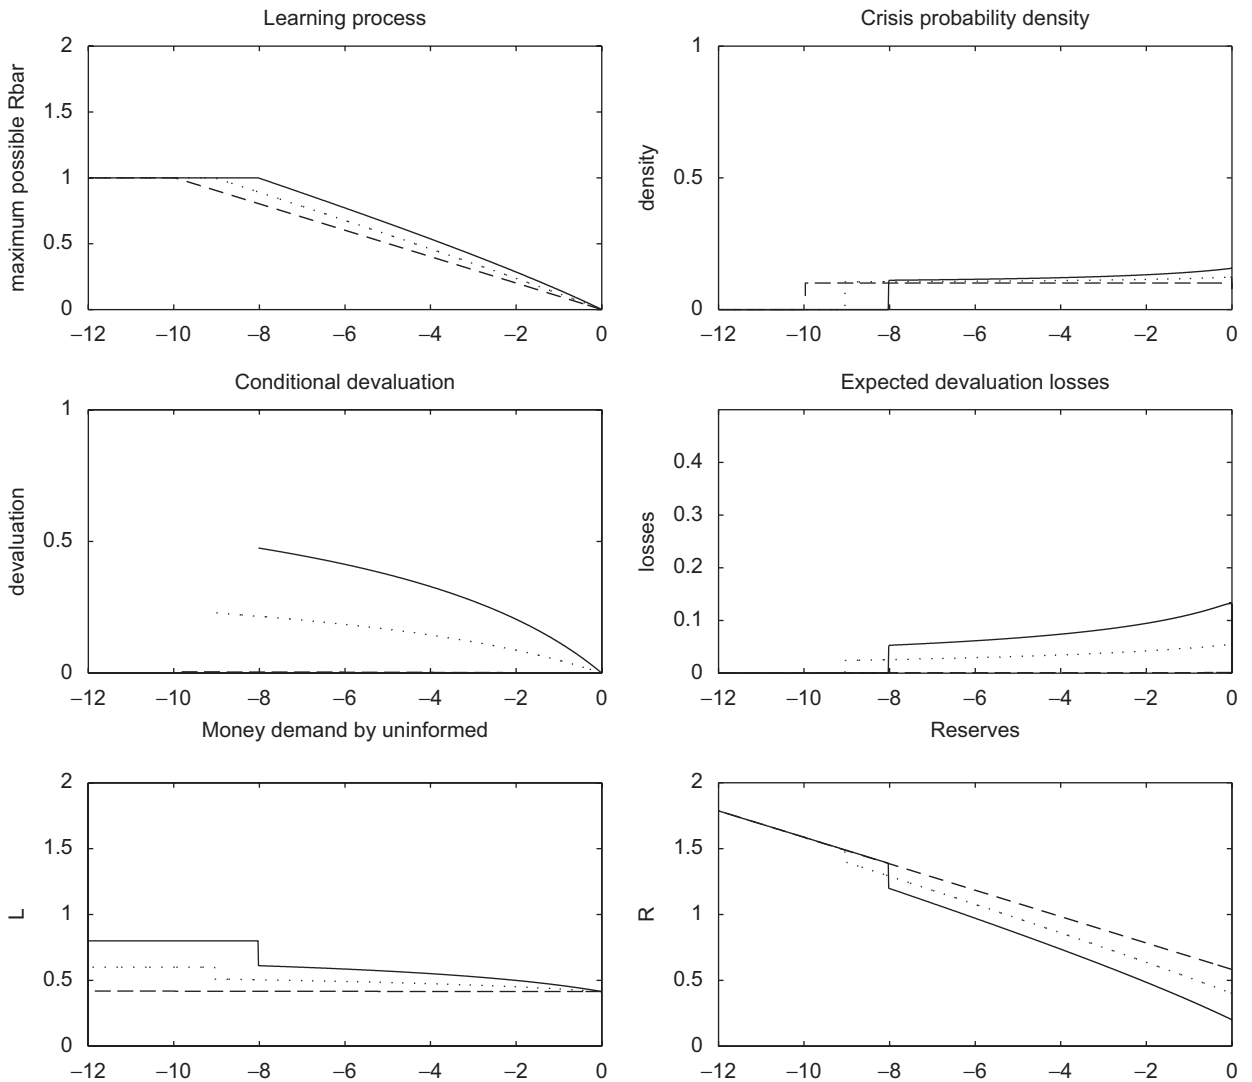 Learning process
maximum possible Rbar
2
1.5
1
0.5
0
−12 −10 −8 −6 −4 −2 0
Crisis probability density
density
1
0.5
0
−12 −10 −8 −6 −4 −2 0
Conditional devaluation
devaluation
1
0.5
0
−12 −10 −8 −6 −4 −2 0
Expected devaluation losses
losses
0.4
0.3
0.2
0.1
0
−12 −10 −8 −6 −4 −2 0
Money demand by uninformed
L
2
1.5
1
0.5
0
−12 −10 −8 −6 −4 −2 0
Reserves
R
2
1.5
1
0.5
0
−12 −10 −8 −6 −4 −2 0